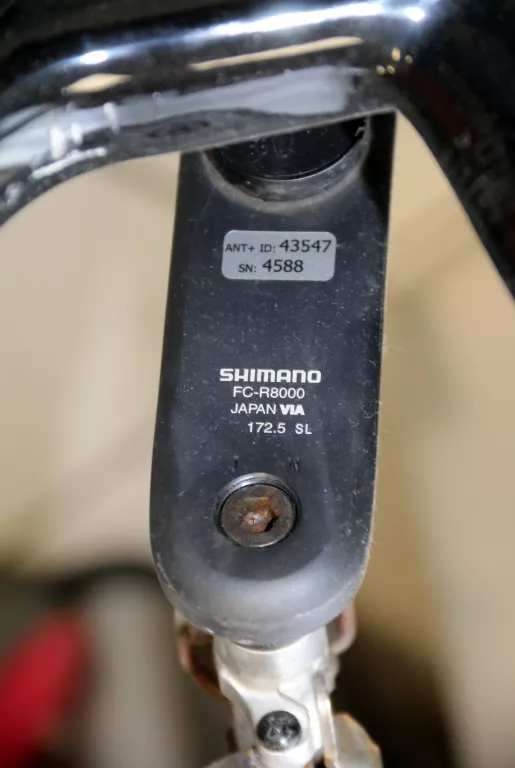 ANT+ ID: 43547
SN: 4588
SHIMANO
FC-R8000
JAPAN VIA
172.5 SL